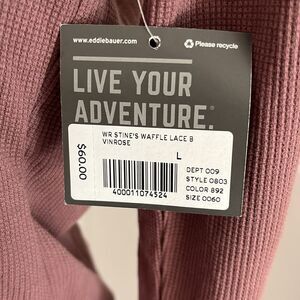 www.eddiebauer.com
Please recycle
LIVE YOUR
ADVENTURE.®
WR STINE'S WAFFLE LACE B
VINROSE
$60.00
L
DEPT 009
STYLE 0803
COLOR 892
SIZE 0060
400011074524